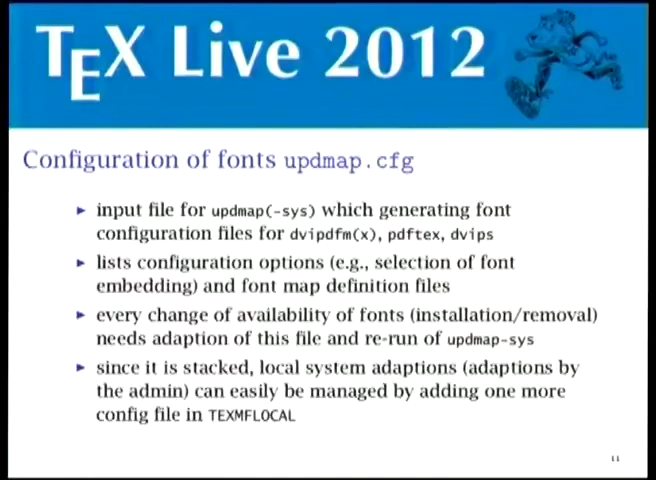 TEX Live 2012
Configuration of fonts updmap.cfg
▸ input file for updmap(-sys) which generating font
configuration files for dvipdfm(x), pdftex, dvips
▸ lists configuration options (e.g., selection of font
embedding) and font map definition files
▸ every change of availability of fonts (installation/removal)
needs adaption of this file and re-run of updmap-sys
▸ since it is stacked, local system adaptions (adaptions by
the admin) can easily be managed by adding one more
config file in TEXMFLOCAL
11